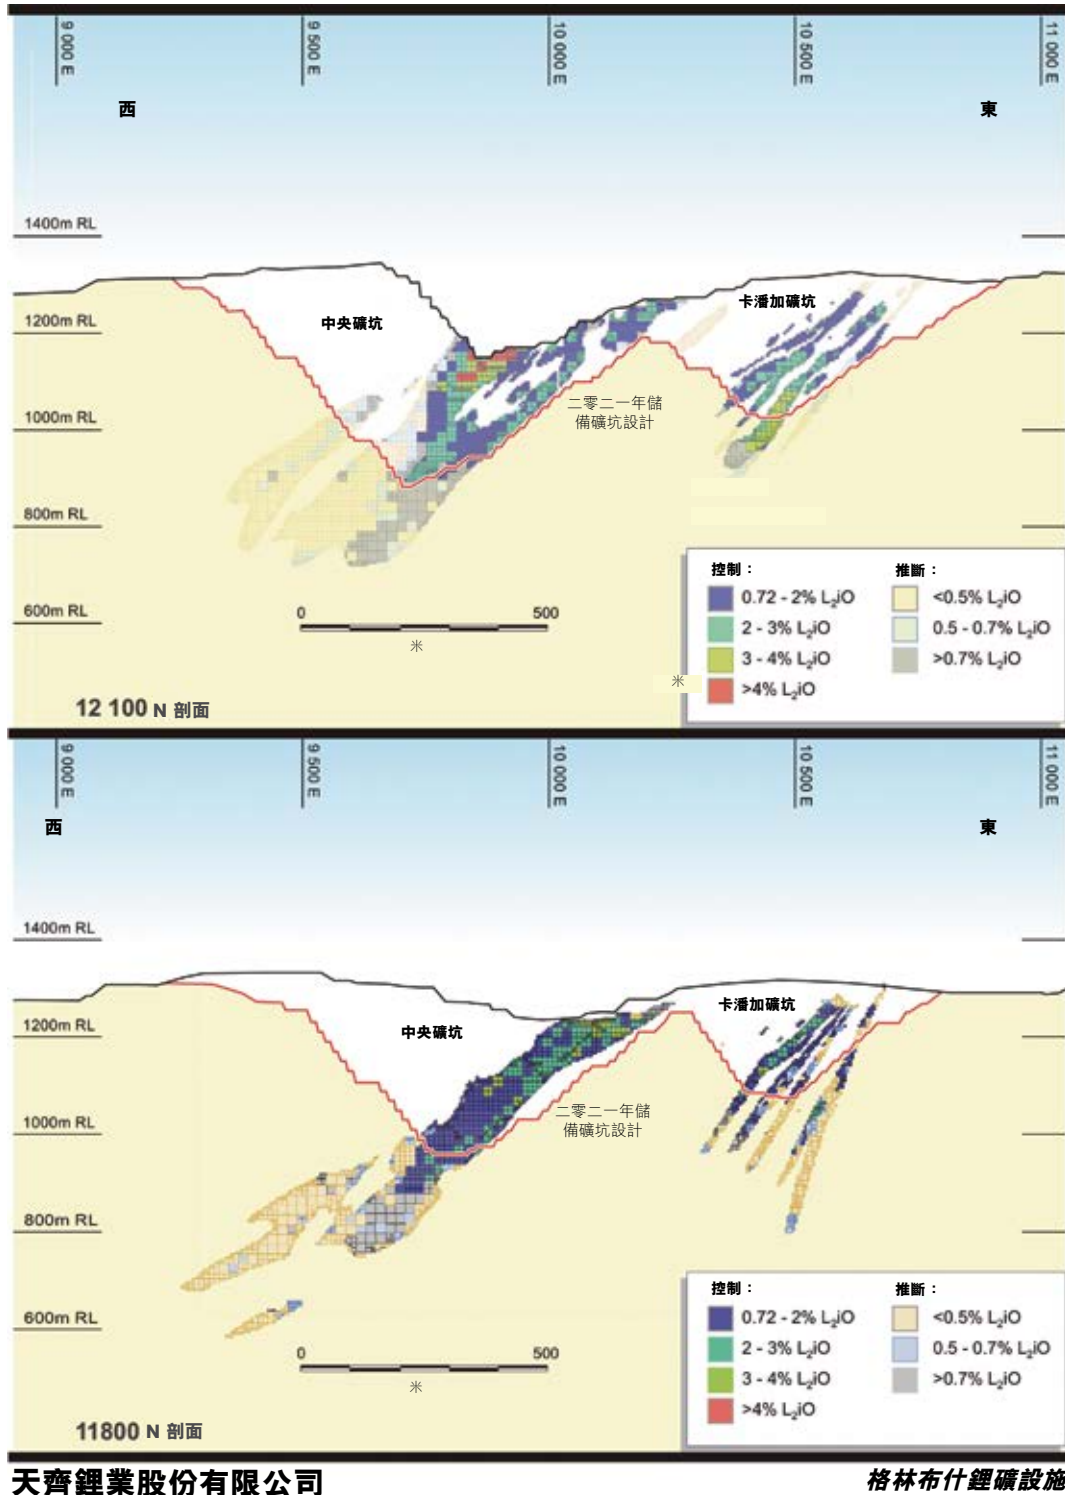 9 000 E
9 500 E
10 000 E
10 500 E
11 000 E
西
東
1400m RL
卡潘加礦坑
中央礦坑
1200m RL
二零二一年儲
備礦坑設計
1000m RL
800m RL
控制：
推斷：
0.72 - 2% L₂iO
<0.5% L₂iO
2 - 3% L₂iO
0.5 - 0.7% L₂iO
3 - 4% L₂iO
>0.7% L₂iO
>4% L₂iO
600m RL
0
500
米
米
12 100 N 剖面
9 000 E
9 500 E
10 000 E
10 500 E
11 000 E
西
東
1400m RL
卡潘加礦坑
1200m RL
中央礦坑
二零二一年儲
備礦坑設計
1000m RL
800m RL
控制：
推斷：
0.72 - 2% L₂iO
<0.5% L₂iO
2 - 3% L₂iO
0.5 - 0.7% L₂iO
3 - 4% L₂iO
>0.7% L₂iO
>4% L₂iO
600m RL
0
500
米
11800 N 剖面
天齊鋰業股份有限公司
格林布什鋰礦設施